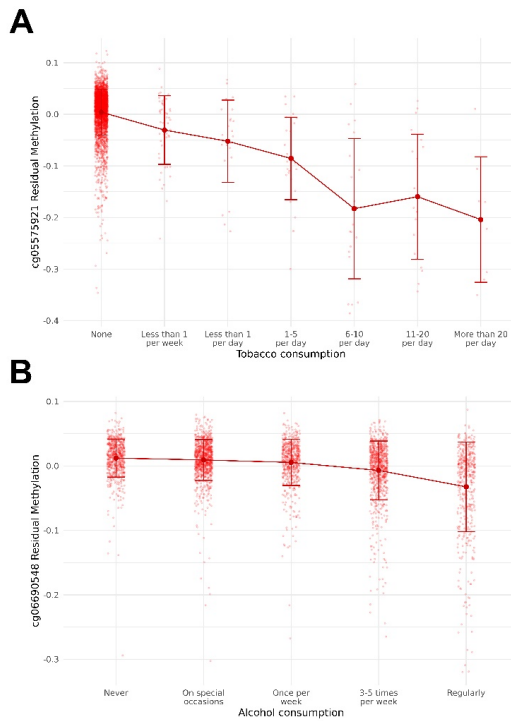 A
cg05575921 Residual Methylation
0.1
0.0
-0.1
-0.2
-0.3
-0.4
None
Less than 1
per week
Less than 1
per day
1-5
per day
6-10
per day
11-20
per day
More than 20
per day
Tobacco consumption
B
cg06690548 Residual Methylation
0.1
0.0
-0.1
-0.2
-0.3
Never
On special
occasions
Once per
week
3-5 times
per week
Regularly
Alcohol consumption